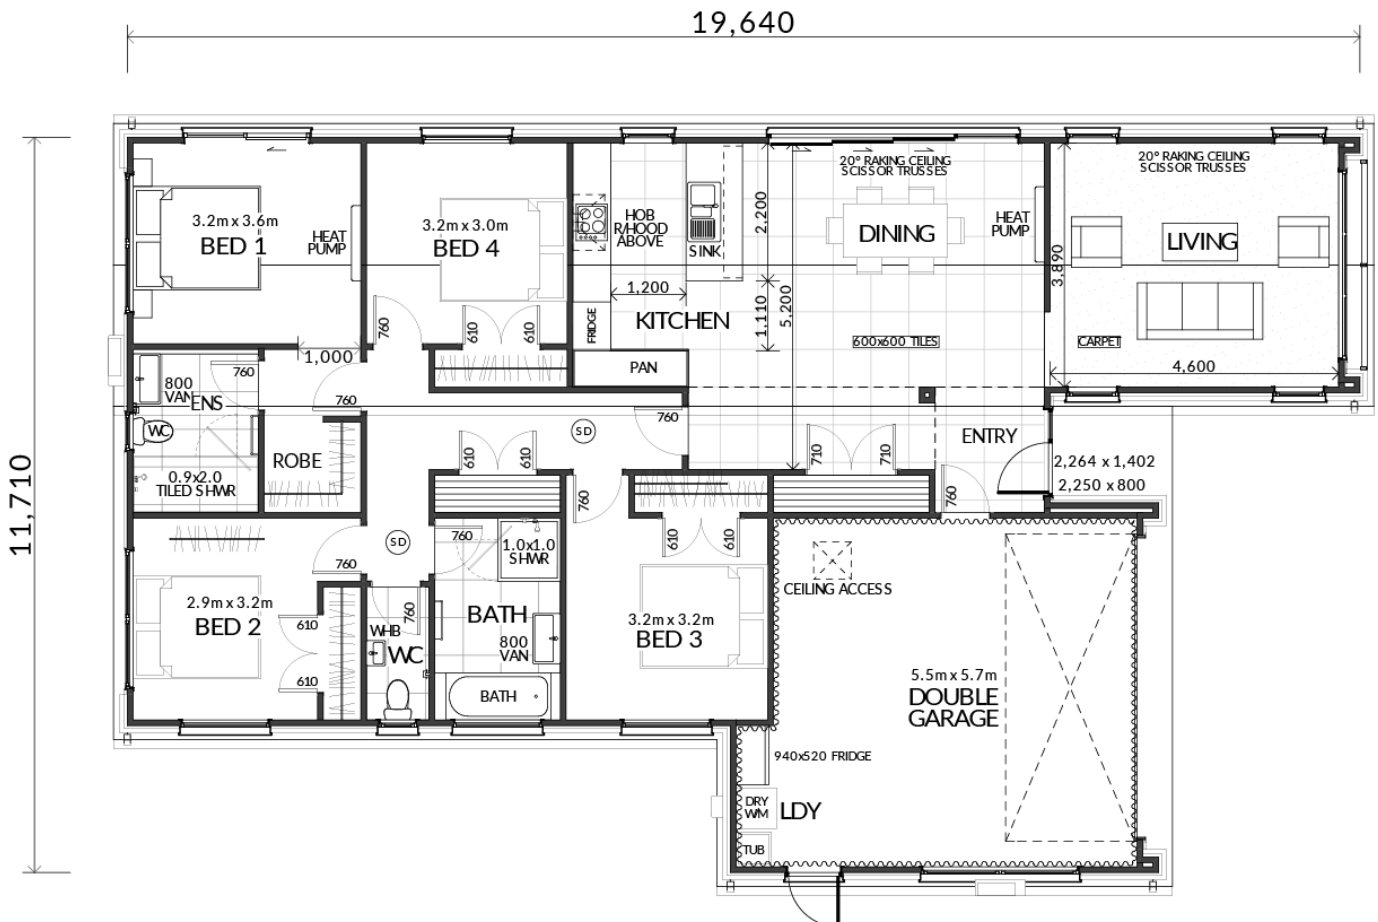 19,640
11,710
3.2m x 3.6m
BED 1
HEAT
PUMP
3.2m x 3.0m
BED 4
760
610
610
HOB
R/HOOD
ABOVE
SINK
1,200
FRIDGE
KITCHEN
PAN
2,200
1,110
5,200
20° RAKING CEILING
SCISSOR TRUSSES
DINING
HEAT
PUMP
600x600 TILES
3,890
20° RAKING CEILING
SCISSOR TRUSSES
LIVING
CARPET
4,600
1,000
760
800
VAN
ENS
WC
0.9x2.0
TILED SHWR
760
ROBE
SD
760
610
610
760
710
710
ENTRY
760
2,264 x 1,402
2,250 x 800
SD
760
2.9m x 3.2m
BED 2
610
610
WHB
WC
760
760
1.0x1.0
SHWR
BATH
800
VAN
BATH
610
610
3.2m x 3.2m
BED 3
CEILING ACCESS
5.5m x 5.7m
DOUBLE
GARAGE
940x520 FRIDGE
DRY
WM
LDY
TUB